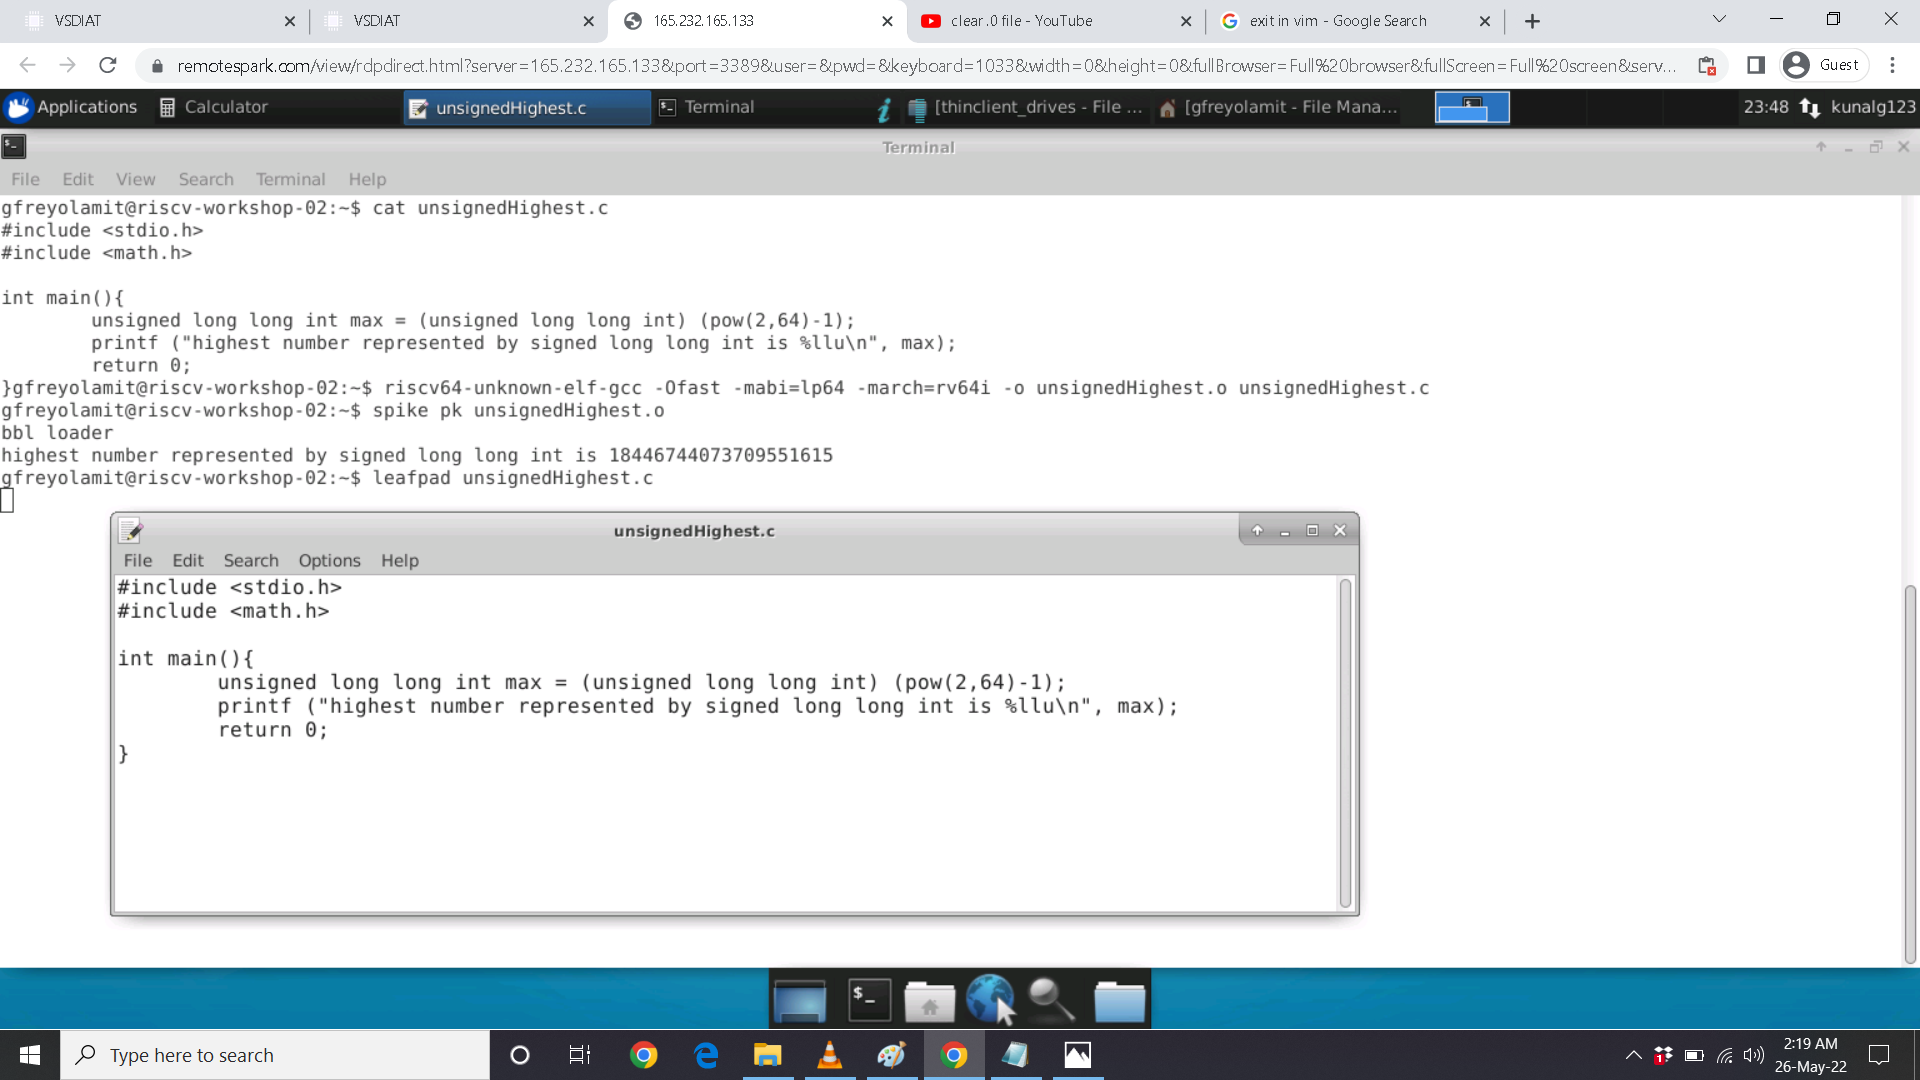 VSDIAT
VSDIAT
165.232.165.133
clear .0 file - YouTube
exit in vim - Google Search
remotespark.com/view/rdpdirect.html?server=165.232.165.133&port=3389&user=&pwd=&keyboard=1033&width=0&height=0&fullBrowser=Full%20browser&fullScreen=Full%20screen&serv...
Guest
Applications
Calculator
unsignedHighest.c
Terminal
[thinclient_drives - File ...
[gfreyolamit - File Mana...
23:48
kunalg123
Terminal
File Edit View Search Terminal Help
gfreyolamit@riscv-workshop-02:~$ cat unsignedHighest.c
#include <stdio.h>
#include <math.h>
int main(){
unsigned long long int max = (unsigned long long int) (pow(2,64)-1);
printf ("highest number represented by signed long long int is %llu\n", max);
return 0;
}gfreyolamit@riscv-workshop-02:~$ riscv64-unknown-elf-gcc -Ofast -mabi=lp64 -march=rv64i -o unsignedHighest.o unsignedHighest.c
gfreyolamit@riscv-workshop-02:~$ spike pk unsignedHighest.o
bbl loader
highest number represented by signed long long int is 18446744073709551615
gfreyolamit@riscv-workshop-02:~$ leafpad unsignedHighest.c
unsignedHighest.c
File Edit Search Options Help
#include <stdio.h>
#include <math.h>
int main(){
unsigned long long int max = (unsigned long long int) (pow(2,64)-1);
printf ("highest number represented by signed long long int is %llu\n", max);
return 0;
}
$_
Type here to search
1
2:19 AM
26-May-22